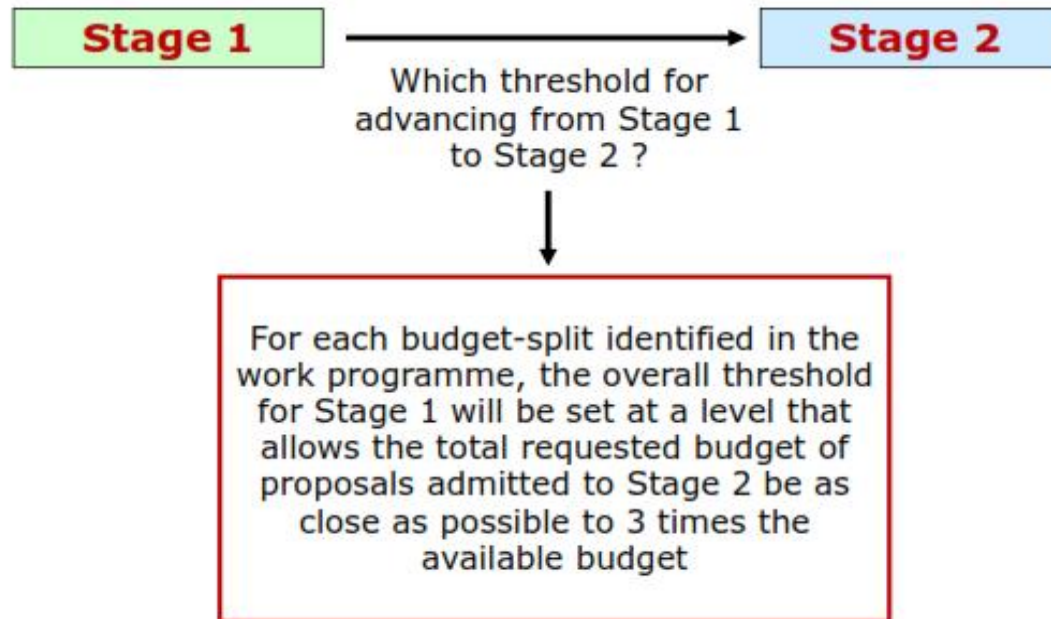 Stage 1
Stage 2
Which threshold for
advancing from Stage 1
to Stage 2 ?
For each budget-split identified in the
work programme, the overall threshold
for Stage 1 will be set at a level that
allows the total requested budget of
proposals admitted to Stage 2 be as
close as possible to 3 times the
available budget